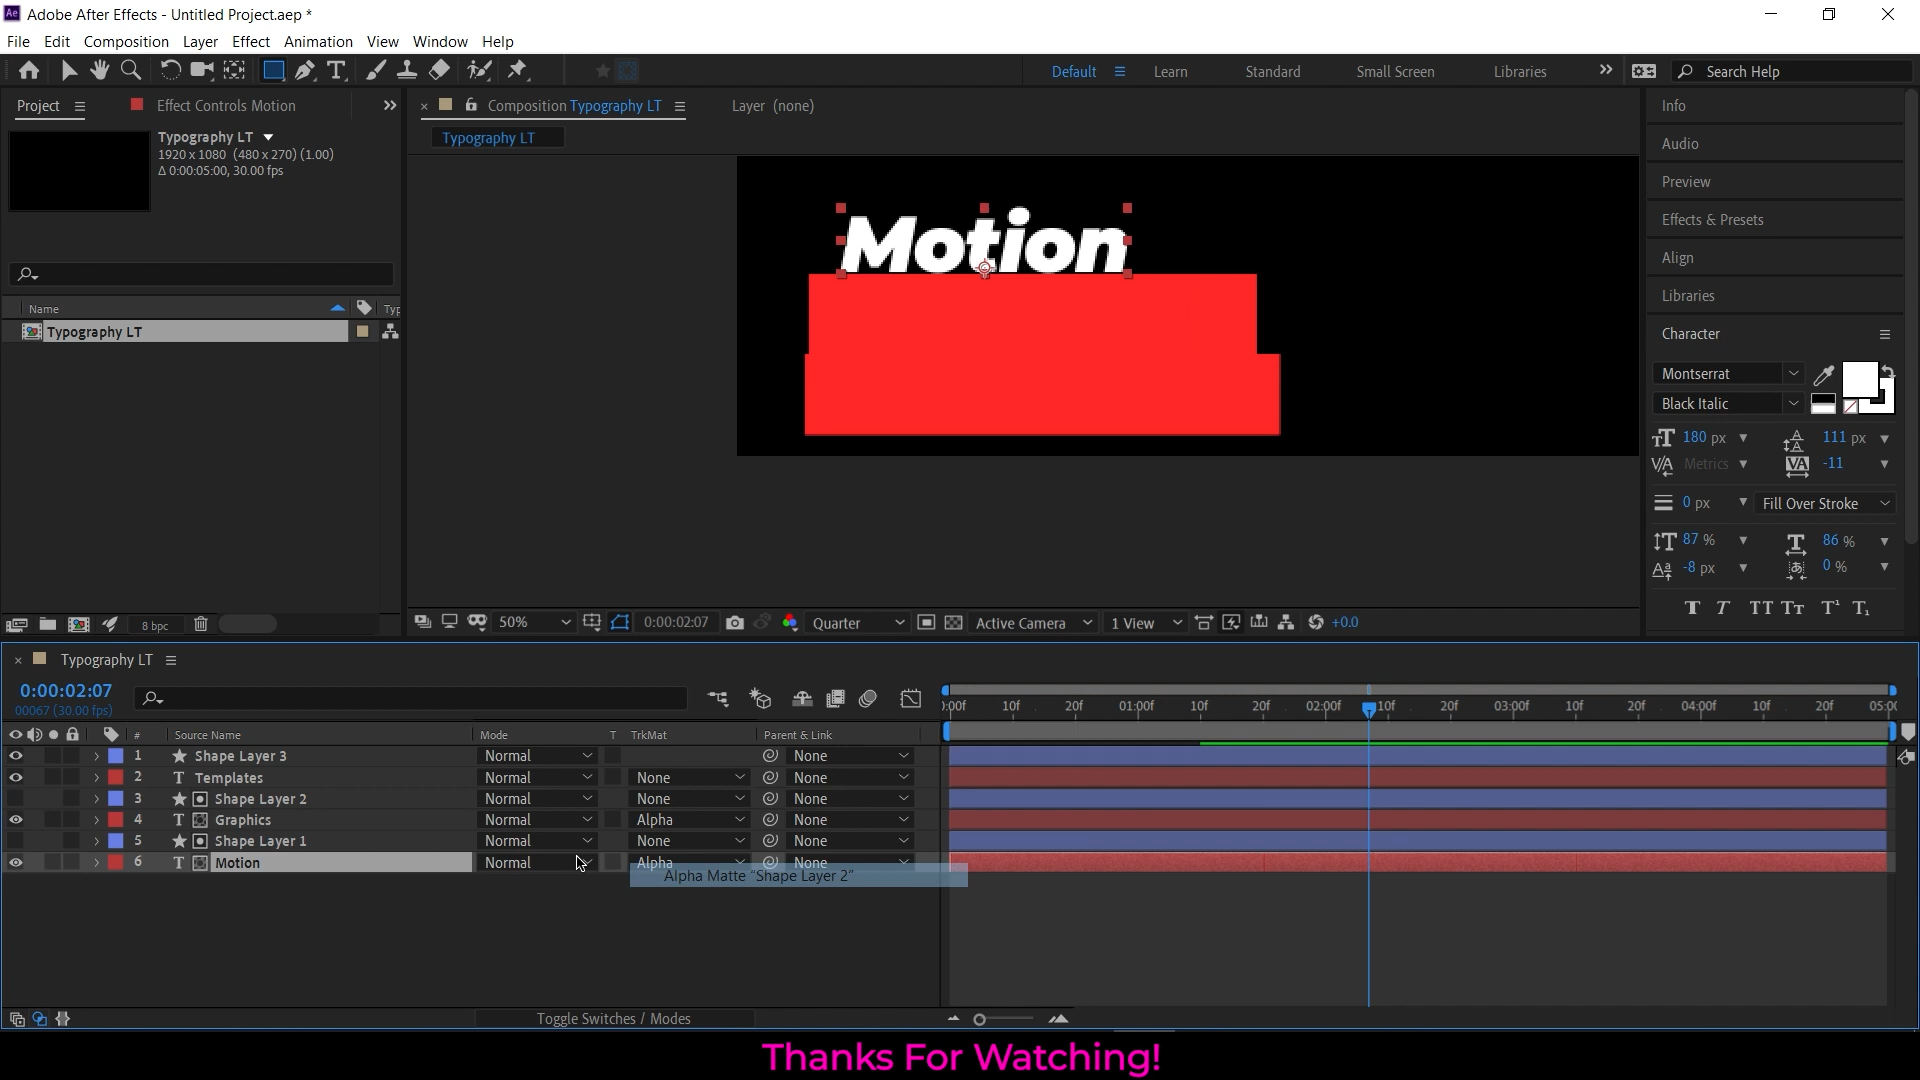 Ae Adobe After Effects - Untitled Project.aep *
File Edit Composition Layer Effect Animation View Window Help
Default Learn Standard Small Screen Libraries Search Help
Project Effect Controls Motion
Composition Typography LT Layer (none)
Typography LT
Typography LT
1920 x 1080 (480 x 270) (1.00)
Δ 0:00:05:00, 30.00 fps
Motion
Name Typ
Typography LT
8 bpc
50% 0:00:02:07 Quarter Active Camera 1 View +0.0
Info
Audio
Preview
Effects & Presets
Align
Libraries
Character
Montserrat
Black Italic
180 px 111 px
Metrics -11
0 px Fill Over Stroke
87 % 86 %
-8 px 0 %
T T TT Tt T¹ T₁
Typography LT
0:00:02:07
00067 (30.00 fps)
):00f 10f 20f 01:00f 10f 20f 02:00f 10f 20f 03:00f 10f 20f 04:00f 10f 20f 05:00
# Source Name Mode T TrkMat Parent & Link
1 Shape Layer 3 Normal None
2 Templates Normal None None
3 Shape Layer 2 Normal None None
4 Graphics Normal Alpha None
5 Shape Layer 1 Normal None None
6 Motion Normal Alpha None
Alpha Matte "Shape Layer 2"
Toggle Switches / Modes
Thanks For Watching!